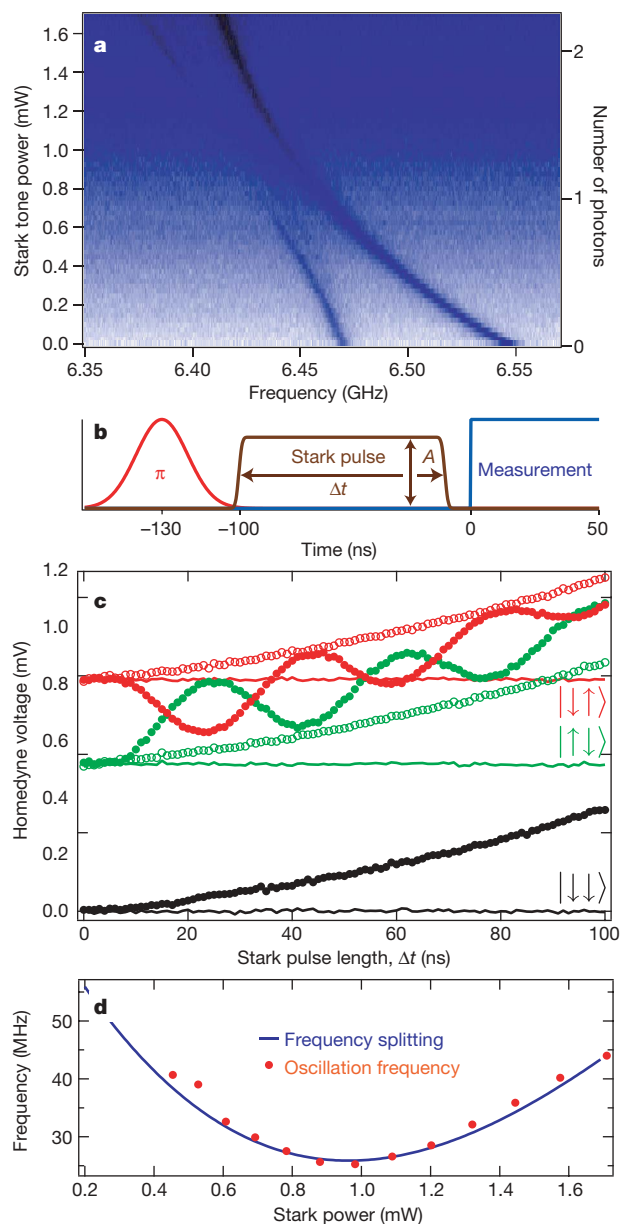 a
1.6
1.4
1.2
1.0
0.8
0.6
0.4
0.2
0.0
Stark tone power (mW)
2
1
0
Number of photons
6.35 6.40 6.45 6.50 6.55
Frequency (GHz)
b
π
Stark pulse
Δt
A
Measurement
−130 −100 0 50
Time (ns)
c
1.2
1.0
0.8
0.6
0.4
0.2
0.0
Homedyne voltage (mV)
|↓↑⟩
|↑↓⟩
|↓↓⟩
0 20 40 60 80 100
Stark pulse length, Δt (ns)
d
50
40
30
Frequency (MHz)
Frequency splitting
Oscillation frequency
0.2 0.4 0.6 0.8 1.0 1.2 1.4 1.6
Stark power (mW)